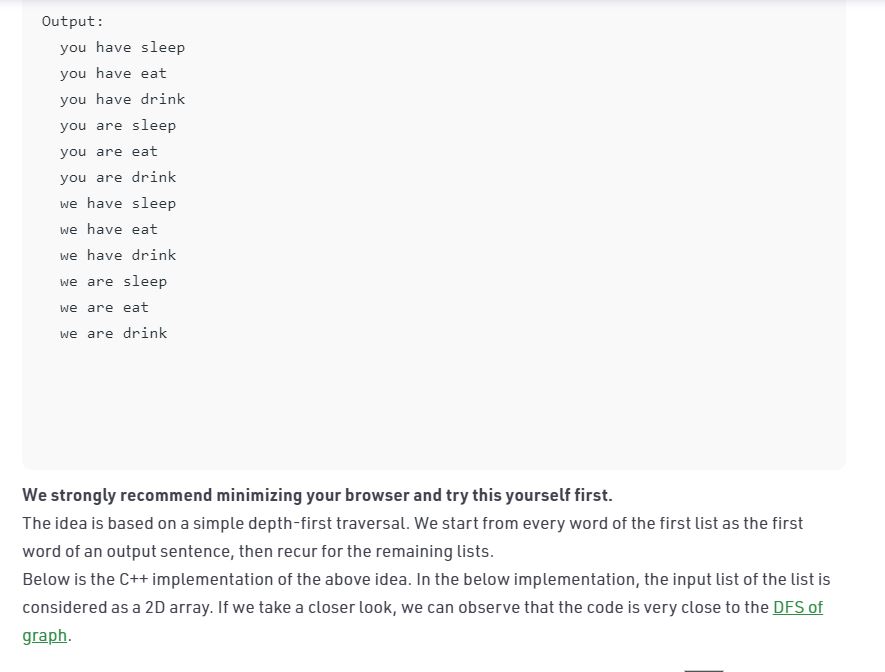 Output:
you have sleep
you have eat
you have drink
you are sleep
you are eat
you are drink
we have sleep
we have eat
we have drink
we are sleep
we are eat
we are drink
We strongly recommend minimizing your browser and try this yourself first.
The idea is based on a simple depth-first traversal. We start from every word of the first list as the first
word of an output sentence, then recur for the remaining lists.
Below is the C++ implementation of the above idea. In the below implementation, the input list of the list is
considered as a 2D array. If we take a closer look, we can observe that the code is very close to the DFS of
graph.